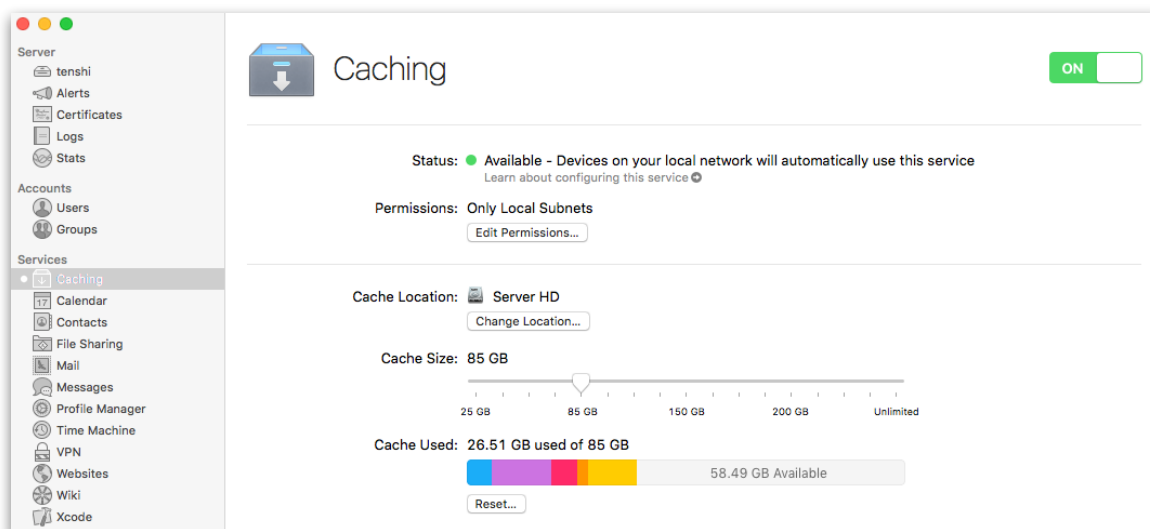 Server
tenshi
Alerts
Certificates
Logs
Stats
Accounts
Users
Groups
Services
Caching
17 Calendar
Contacts
File Sharing
Mail
Messages
Profile Manager
Time Machine
VPN
Websites
Wiki
Xcode
Caching
ON
Status: Available - Devices on your local network will automatically use this service
Learn about configuring this service
Permissions: Only Local Subnets
Edit Permissions...
Cache Location: Server HD
Change Location...
Cache Size: 85 GB
25 GB 85 GB 150 GB 200 GB Unlimited
Cache Used: 26.51 GB used of 85 GB
58.49 GB Available
Reset...